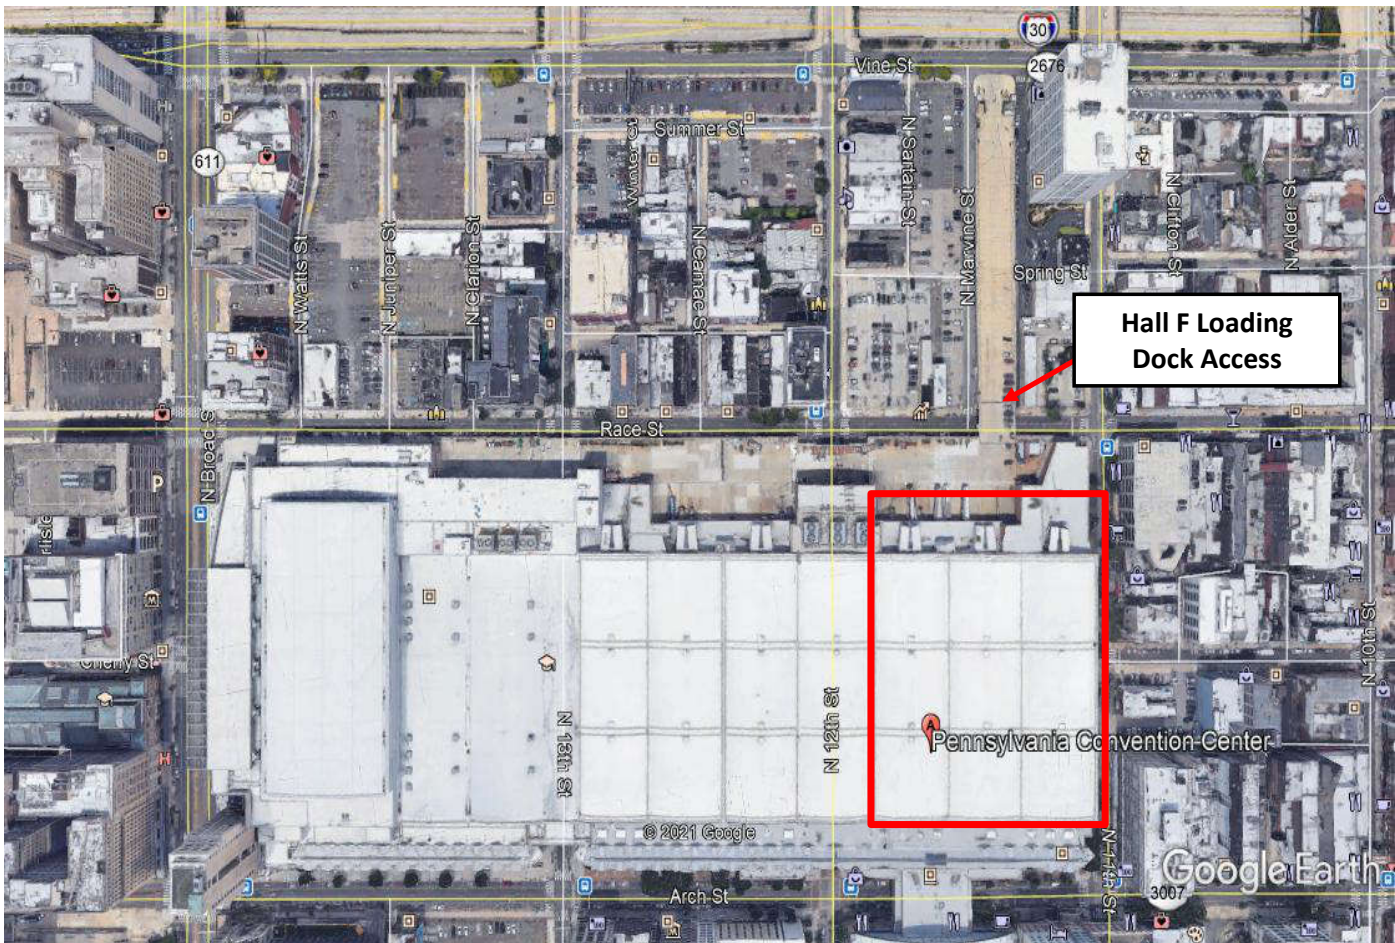 30
Vine St
2676
Summer St
611
Winter Ct
N Sartain St
N Marvine St
N Clifton St
N Alder St
N Watts St
N Juniper St
N Clarion St
N Camac St
Spring St
Hall F Loading
Dock Access
N Broad S
Race St
P
Cherry St
N 13th St
N 12th St
A
Pennsylvania Convention Center
N 10th St
H
© 2021 Google
N 11th St
Google Earth
3007
Arch St